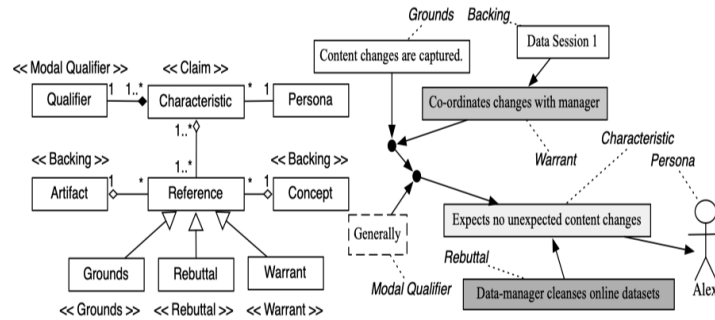 << Modal Qualifier >>
<< Claim >>
Qualifier
1
1..*
Characteristic
*
1
Persona
1..*
1..*
<< Backing >>
<< Backing >>
Artifact
1
*
Reference
*
1
Concept
Grounds
Rebuttal
Warrant
<< Grounds >>
<< Rebuttal >>
<< Warrant >>
Grounds
Backing
Content changes are captured.
Data Session 1
Co-ordinates changes with manager
Characteristic
Warrant
Persona
Expects no unexpected content changes
Generally
Rebuttal
Modal Qualifier
Data-manager cleanses online datasets
Alex